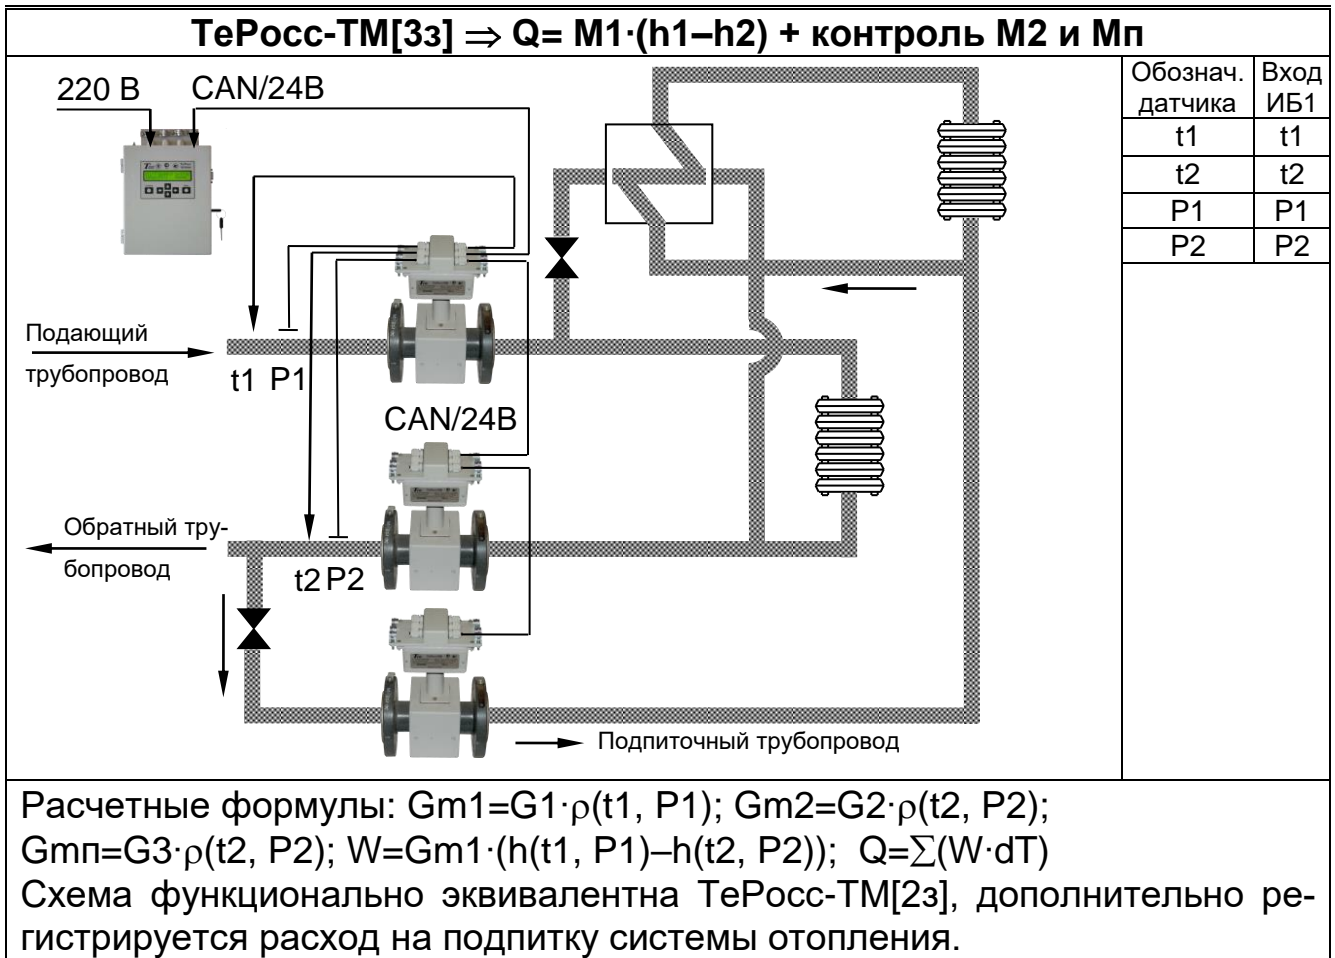 ТеРосс-ТМ[3з] ⇒ Q= M1·(h1–h2) + контроль М2 и Мп
220 В
CAN/24В
Обознач. датчика
Вход ИБ1
t1 t1
t2 t2
P1 P1
P2 P2
Подающий
трубопровод
t1 P1
CAN/24В
Обратный тру-
бопровод
t2 P2
Подпиточный трубопровод
Расчетные формулы: Gm1=G1·ρ(t1, P1); Gm2=G2·ρ(t2, P2);
Gmп=G3·ρ(t2, P2); W=Gm1·(h(t1, P1)–h(t2, P2)); Q=∑(W·dT)
Схема функционально эквивалентна ТеРосс-ТМ[2з], дополнительно ре-
гистрируется расход на подпитку системы отопления.